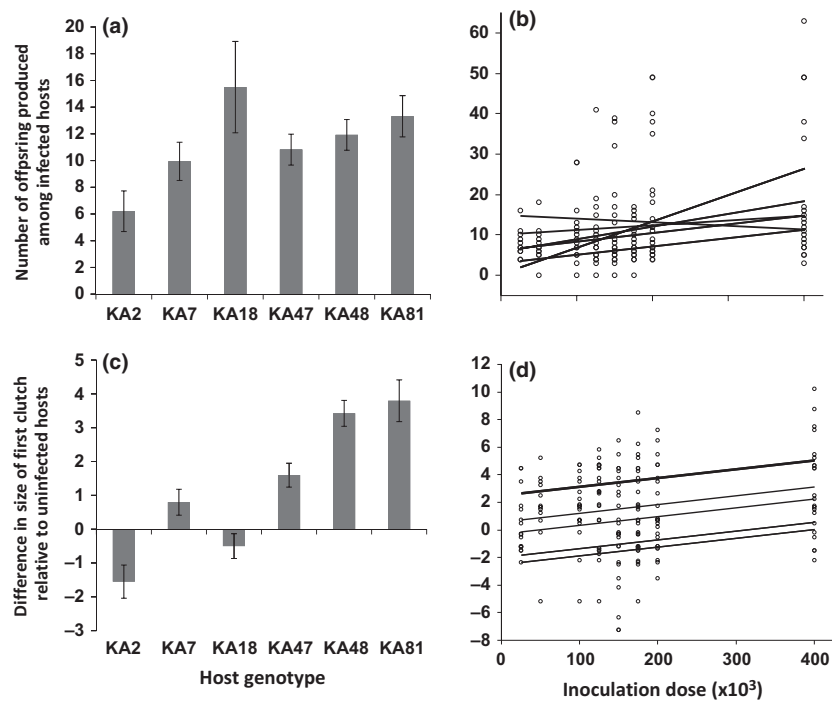 (a)
Number of offspring produced
among infected hosts
20
18
16
14
12
10
8
6
4
2
0
KA2 KA7 KA18 KA47 KA48 KA81
(b)
60
50
40
30
20
10
0
(c)
Difference in size of first clutch
relative to uninfected hosts
5
4
3
2
1
0
–1
–2
–3
KA2 KA7 KA18 KA47 KA48 KA81
Host genotype
(d)
12
10
8
6
4
2
0
–2
–4
–6
–8
0 100 200 300 400
Inoculation dose (x10³)